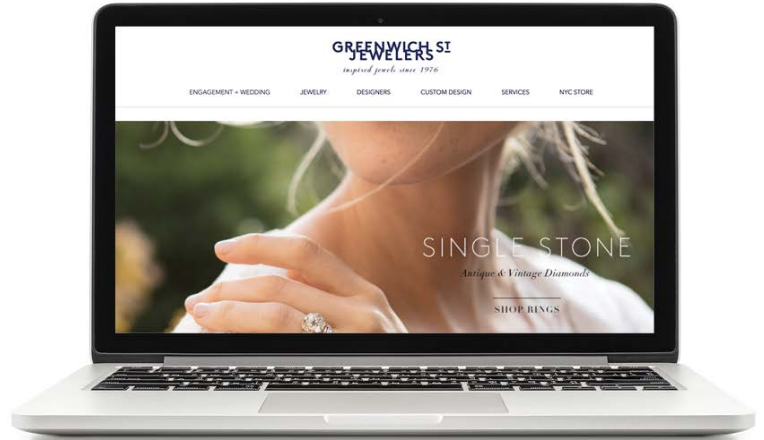 GREENWICH ST
JEWELERS
inspired jewels since 1976
ENGAGEMENT + WEDDING JEWELRY DESIGNERS CUSTOM DESIGN SERVICES NYC STORE
SINGLE STONE
Antique & Vintage Diamonds
SHOP RINGS